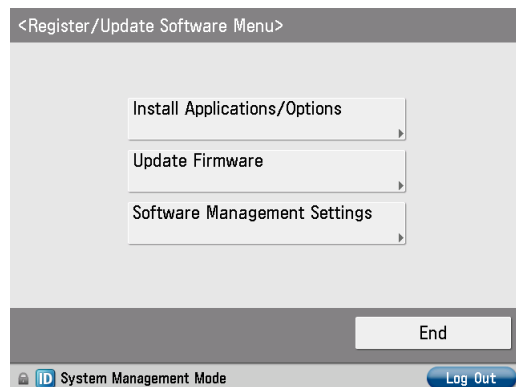 <Register/Update Software Menu>
Install Applications/Options
Update Firmware
Software Management Settings
End
ID System Management Mode
Log Out